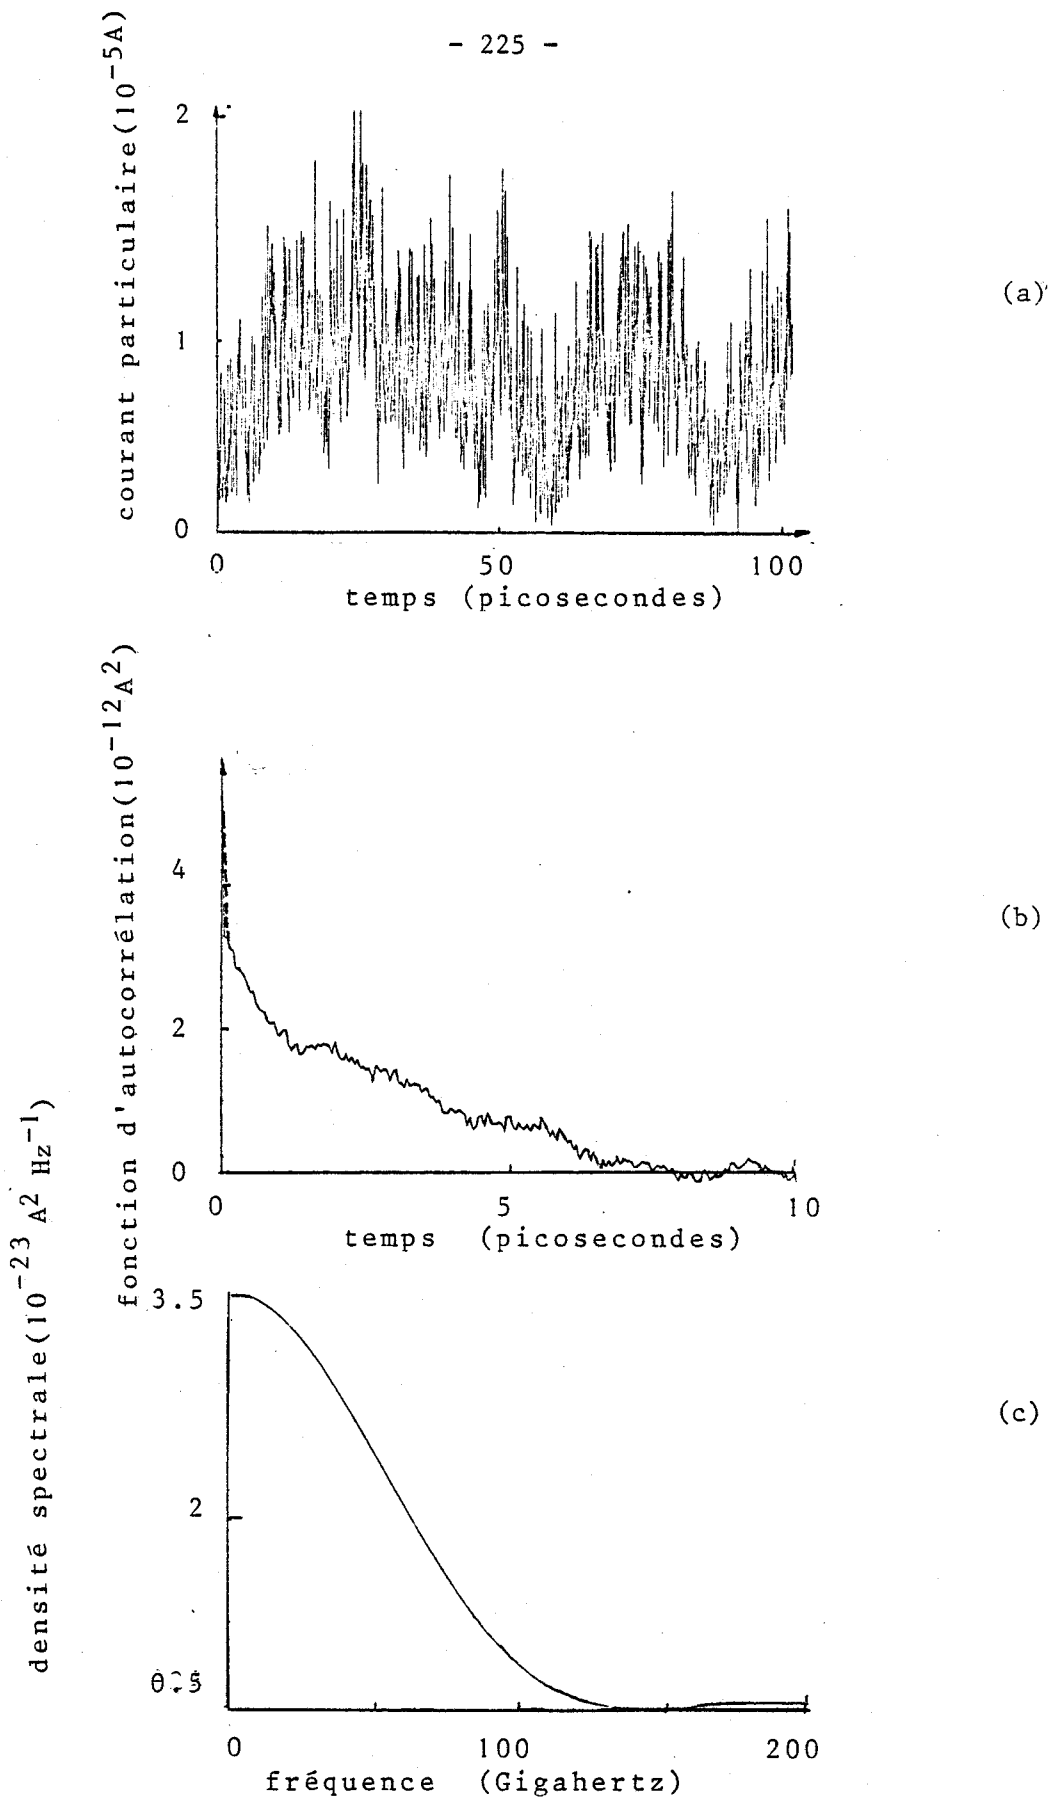 - 225 -
courant particulaire(10⁻⁵A)
2
1
0
0 50 100
temps (picosecondes)
(a)
fonction d'autocorrélation(10⁻¹²A²)
4
2
0
0 5 10
temps (picosecondes)
(b)
densité spectrale(10⁻²³ A² Hz⁻¹)
3.5
2
0.5
0 100 200
fréquence (Gigahertz)
(c)